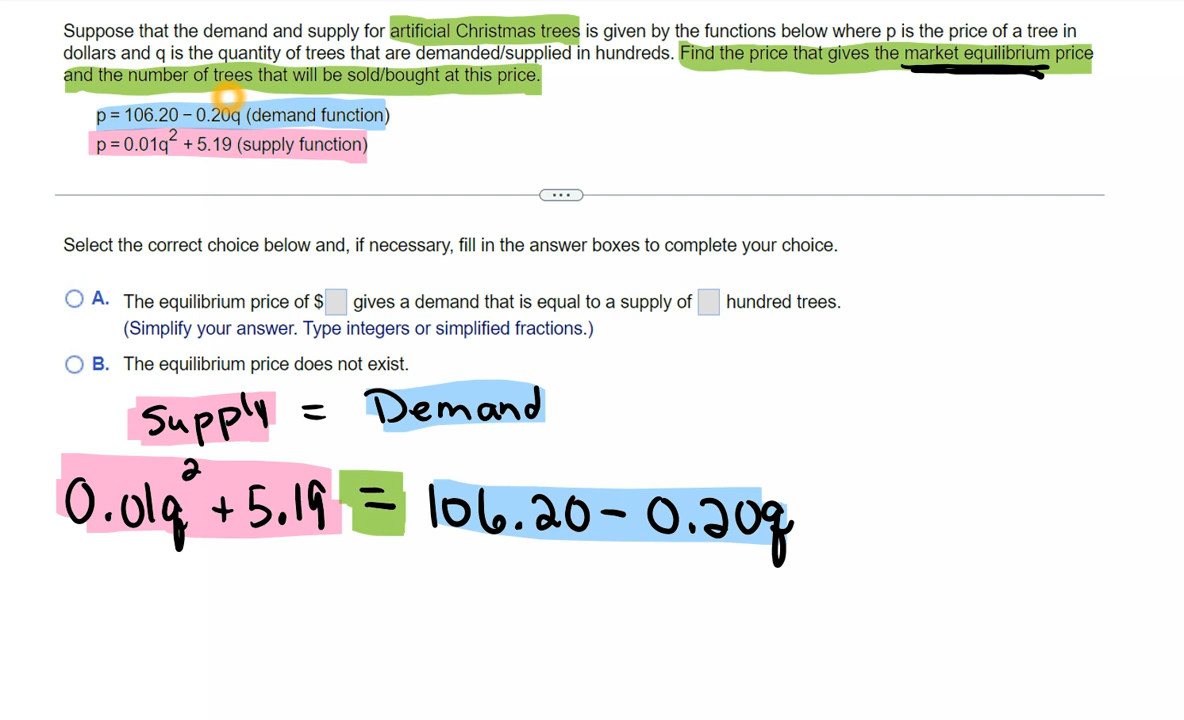 Suppose that the demand and supply for artificial Christmas trees is given by the functions below where p is the price of a tree in
dollars and q is the quantity of trees that are demanded/supplied in hundreds. Find the price that gives the market equilibrium price
and the number of trees that will be sold/bought at this price.
p = 106.20 − 0.20q (demand function)
p = 0.01q² + 5.19 (supply function)
Select the correct choice below and, if necessary, fill in the answer boxes to complete your choice.
A. The equilibrium price of $ gives a demand that is equal to a supply of hundred trees.
(Simplify your answer. Type integers or simplified fractions.)
B. The equilibrium price does not exist.
Supply = Demand
0.01q² + 5.19 = 106.20 − 0.20q